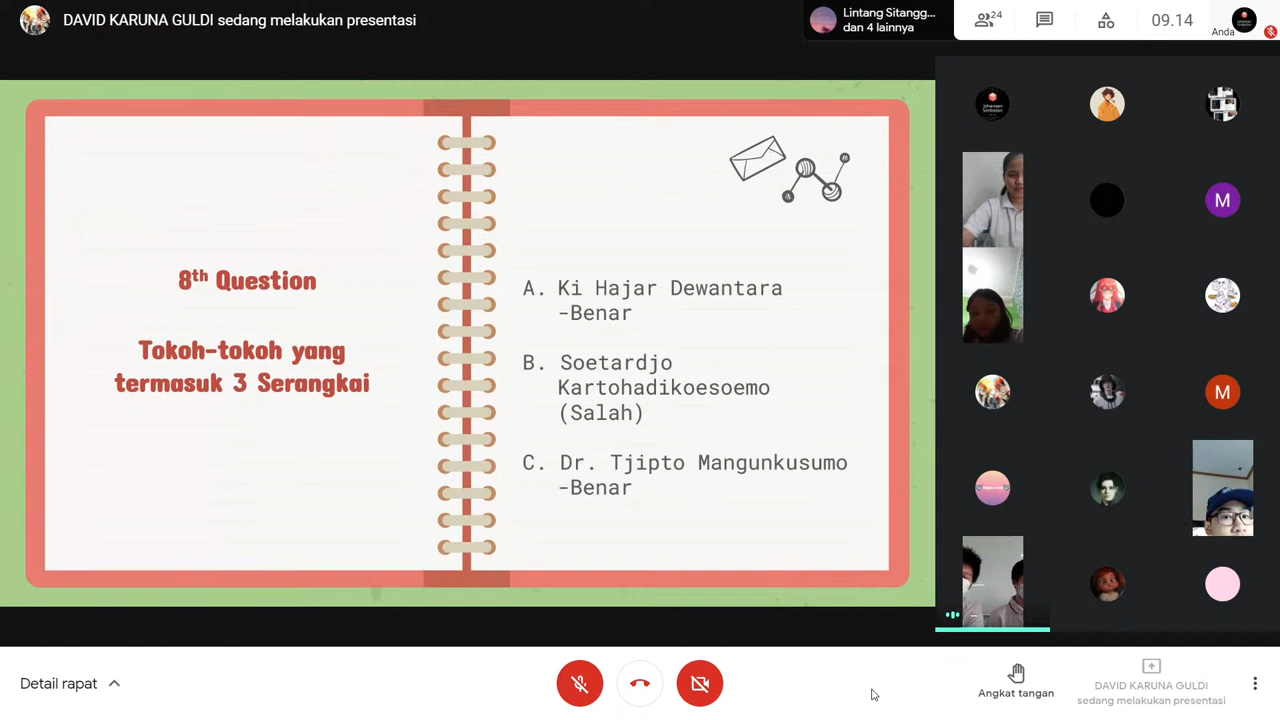 DAVID KARUNA GULDI sedang melakukan presentasi
Lintang Sitangg...
dan 4 lainnya
24
09.14
Anda
8th Question
Tokoh-tokoh yang
termasuk 3 Serangkai
A. Ki Hajar Dewantara
-Benar
B. Soetardjo
Kartohadikoesoemo
(Salah)
C. Dr. Tjipto Mangunkusumo
-Benar
M
M
Detail rapat
Angkat tangan
DAVID KARUNA GULDI
sedang melakukan presentasi